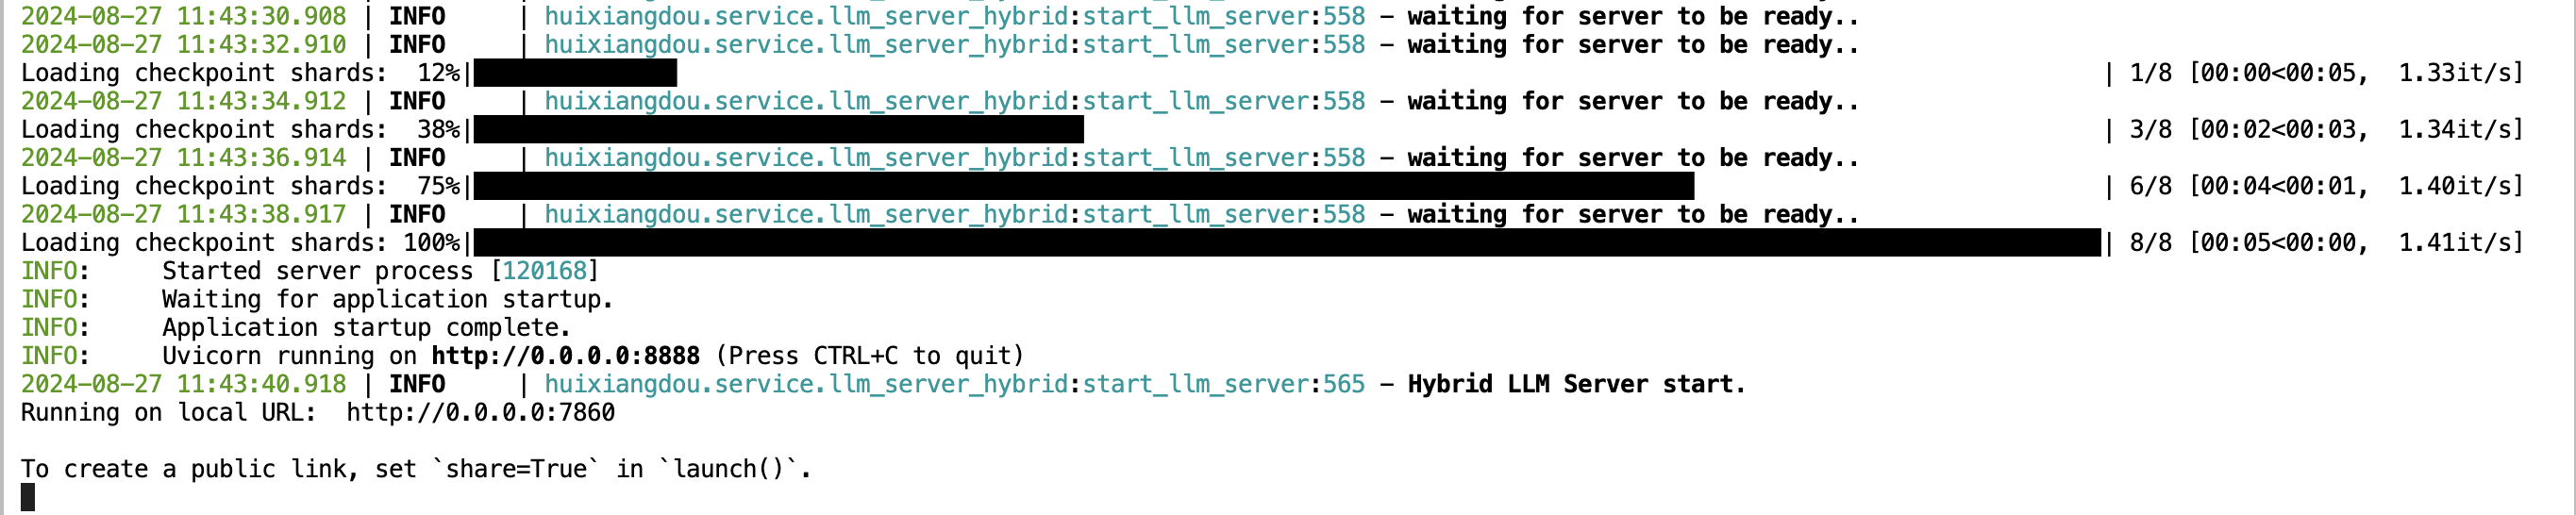 2024-08-27 11:43:30.908 | INFO     | huixiangdou.service.llm_server_hybrid:start_llm_server:558 - waiting for server to be ready..
2024-08-27 11:43:32.910 | INFO     | huixiangdou.service.llm_server_hybrid:start_llm_server:558 - waiting for server to be ready..
Loading checkpoint shards:  12%| | 1/8 [00:00<00:05,  1.33it/s]
2024-08-27 11:43:34.912 | INFO     | huixiangdou.service.llm_server_hybrid:start_llm_server:558 - waiting for server to be ready..
Loading checkpoint shards:  38%| | 3/8 [00:02<00:03,  1.34it/s]
2024-08-27 11:43:36.914 | INFO     | huixiangdou.service.llm_server_hybrid:start_llm_server:558 - waiting for server to be ready..
Loading checkpoint shards:  75%| | 6/8 [00:04<00:01,  1.40it/s]
2024-08-27 11:43:38.917 | INFO     | huixiangdou.service.llm_server_hybrid:start_llm_server:558 - waiting for server to be ready..
Loading checkpoint shards: 100%| | 8/8 [00:05<00:00,  1.41it/s]
INFO:     Started server process [120168]
INFO:     Waiting for application startup.
INFO:     Application startup complete.
INFO:     Uvicorn running on http://0.0.0.0:8888 (Press CTRL+C to quit)
2024-08-27 11:43:40.918 | INFO     | huixiangdou.service.llm_server_hybrid:start_llm_server:565 - Hybrid LLM Server start.
Running on local URL:  http://0.0.0.0:7860
To create a public link, set `share=True` in `launch()`.